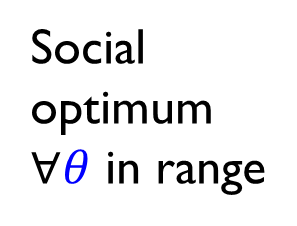 Social
optimum
∀θ in range